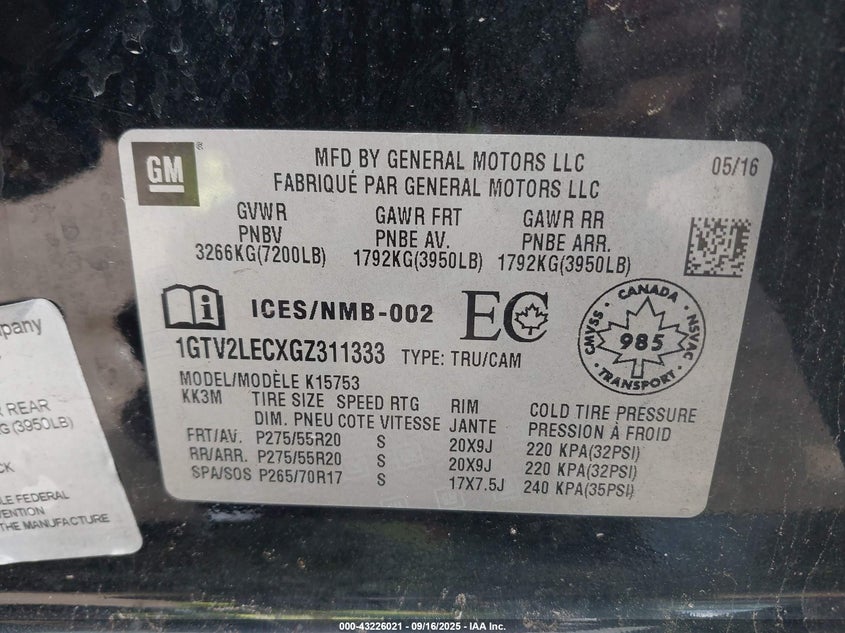 GM®
MFD BY GENERAL MOTORS LLC
FABRIQUÉ PAR GENERAL MOTORS LLC
05/16
GVWR GAWR FRT GAWR RR
PNBV PNBE AV. PNBE ARR.
3266KG(7200LB) 1792KG(3950LB) 1792KG(3950LB)
ICES/NMB-002 EC
CANADA
CMVSS 985 NSVAC
TRANSPORT
1GTV2LECXGZ311333 TYPE: TRU/CAM
MODEL/MODÈLE K15753
KK3M TIRE SIZE SPEED RTG RIM COLD TIRE PRESSURE
DIM. PNEU COTE VITESSE JANTE PRESSION À FROID
FRT/AV. P275/55R20 S 20X9J 220 KPA(32PSI)
RR/ARR. P275/55R20 S 20X9J 220 KPA(32PSI)
SPA/SOS P265/70R17 S 17X7.5J 240 KPA(35PSI)
REAR
(3950LB)
FEDERAL
THE MANUFACTURE
000-43226021 - 09/16/2025 - IAA Inc.